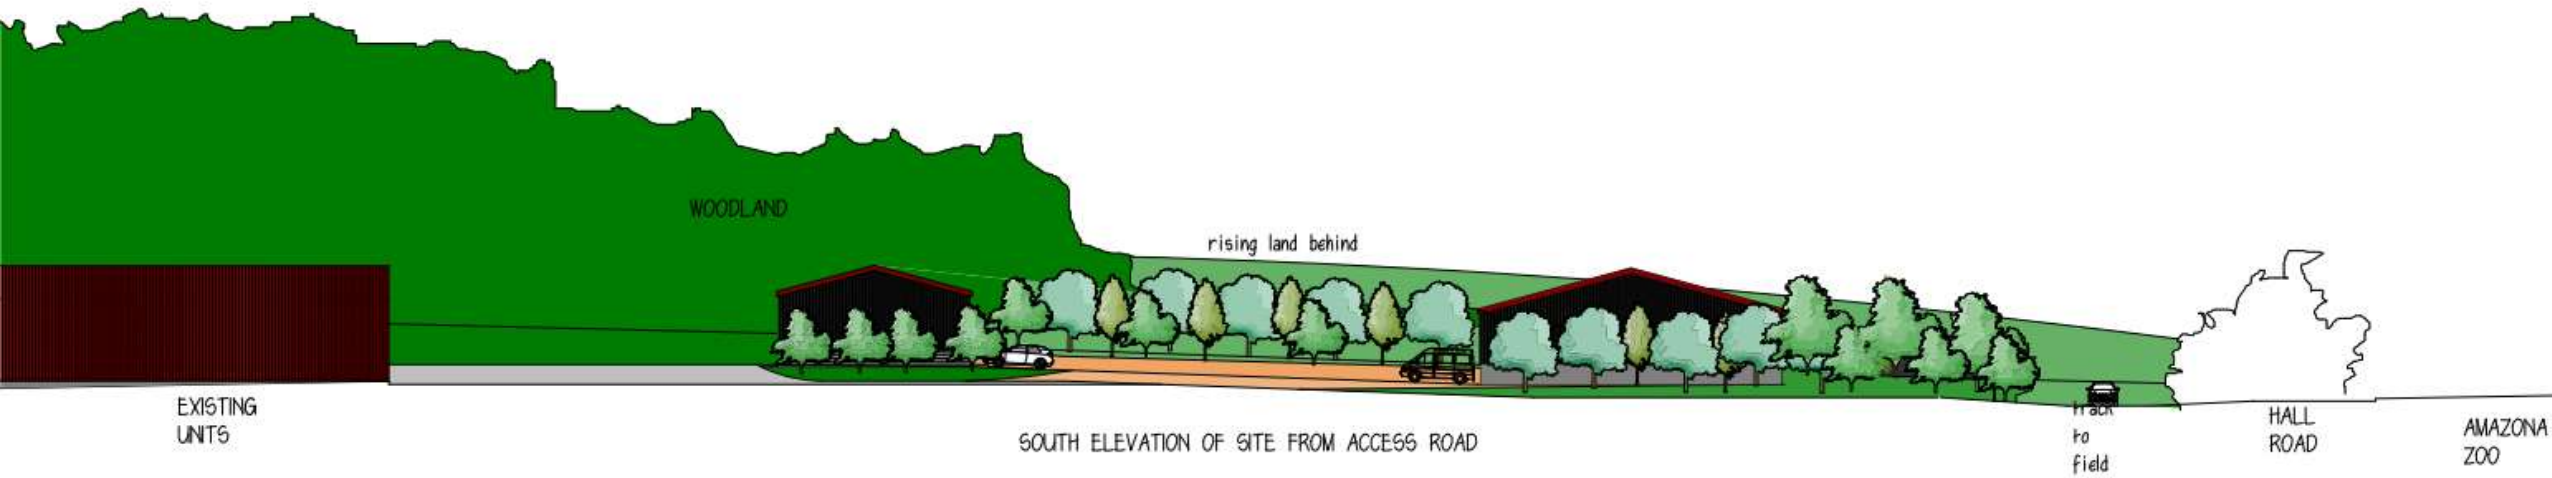 WOODLAND
rising land behind
EXISTING
UNITS
SOUTH ELEVATION OF SITE FROM ACCESS ROAD
track
to
field
HALL
ROAD
AMAZONA
ZOO